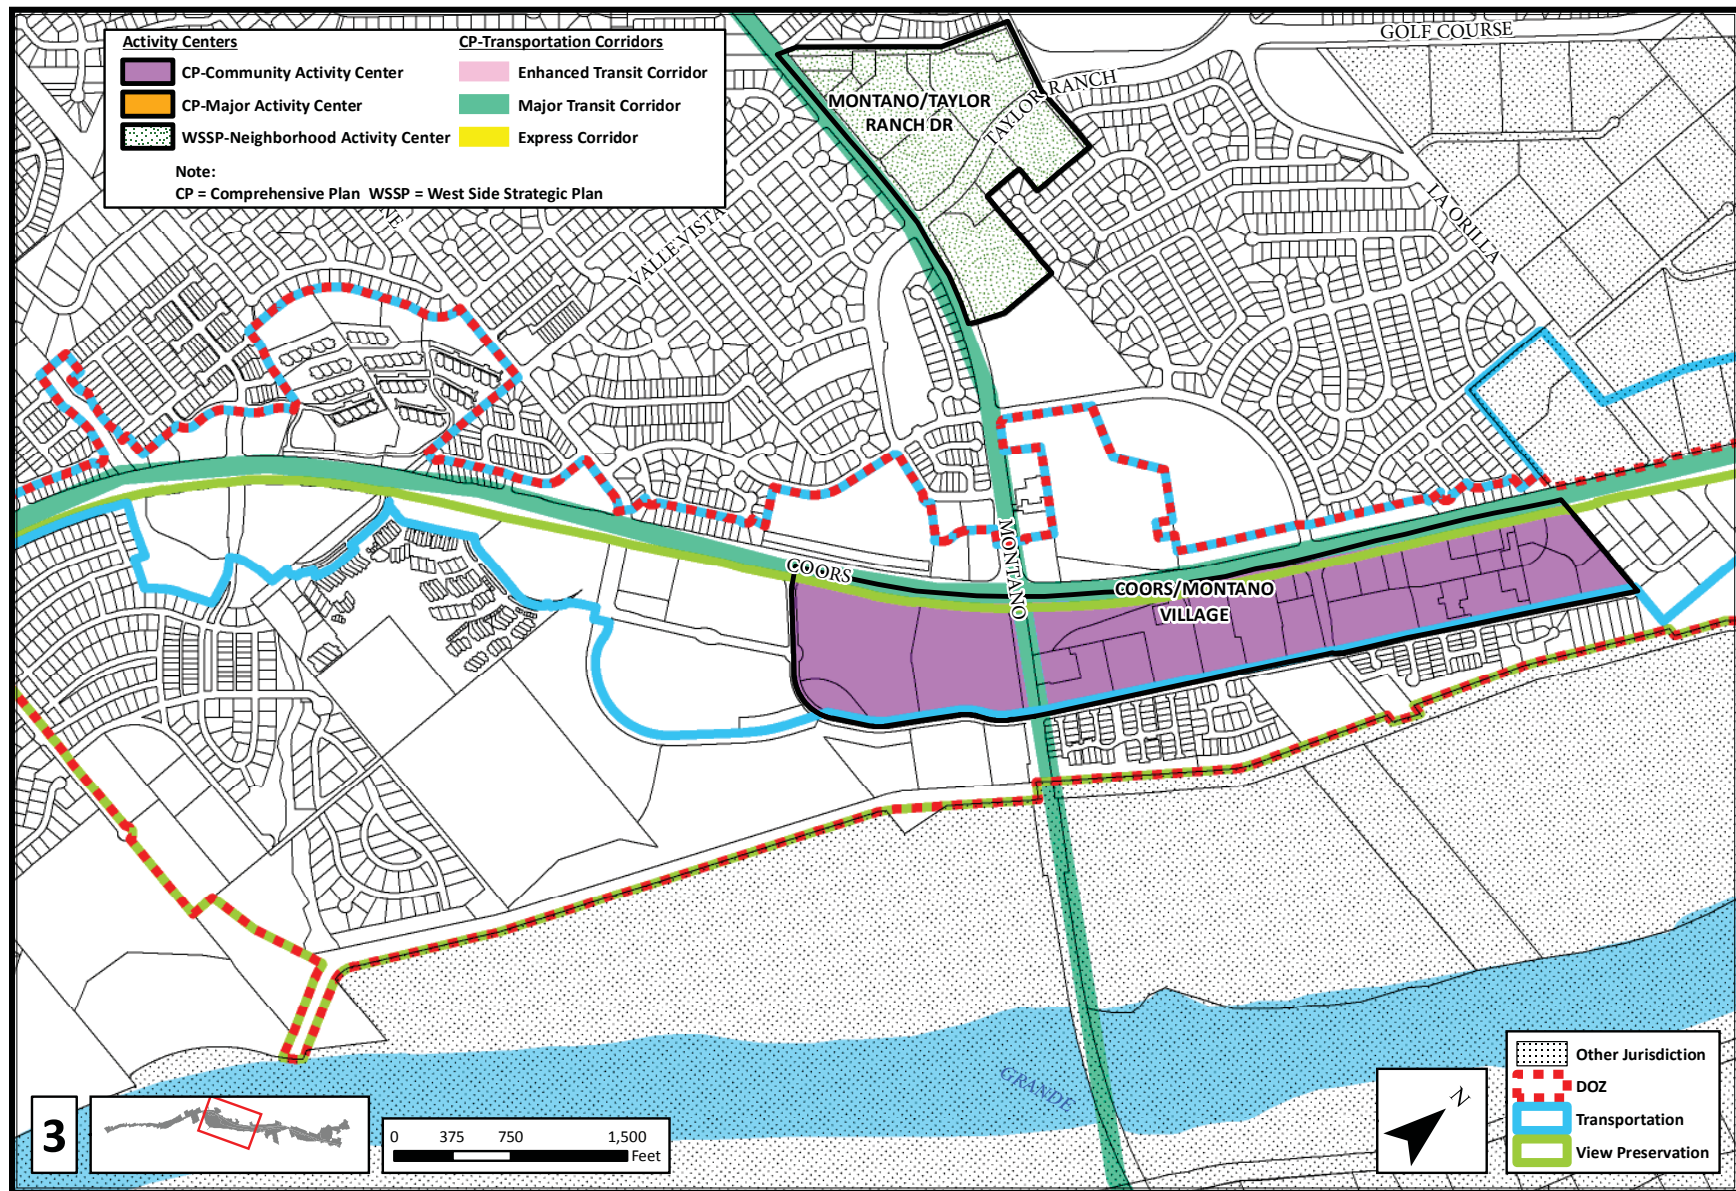 Activity Centers
CP-Community Activity Center
CP-Major Activity Center
WSSP-Neighborhood Activity Center
CP-Transportation Corridors
Enhanced Transit Corridor
Major Transit Corridor
Express Corridor
Note:
CP = Comprehensive Plan WSSP = West Side Strategic Plan
GOLF COURSE
MONTANO/TAYLOR
RANCH DR
TAYLOR RANCH
LA ORILLA
VALLE VISTA
COORS
MONTANO
COORS/MONTANO
VILLAGE
GRANDE
3
0 375 750 1,500
Feet
N
Other Jurisdiction
DOZ
Transportation
View Preservation